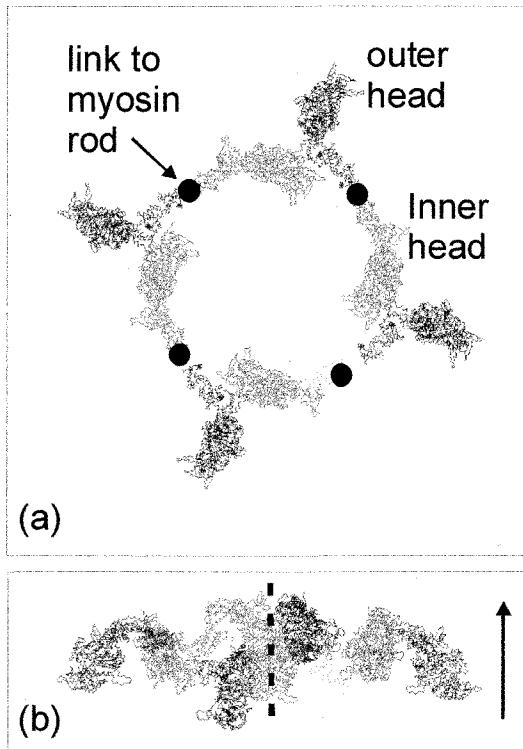 link to
myosin
rod
outer
head
Inner
head
(a)
(b)